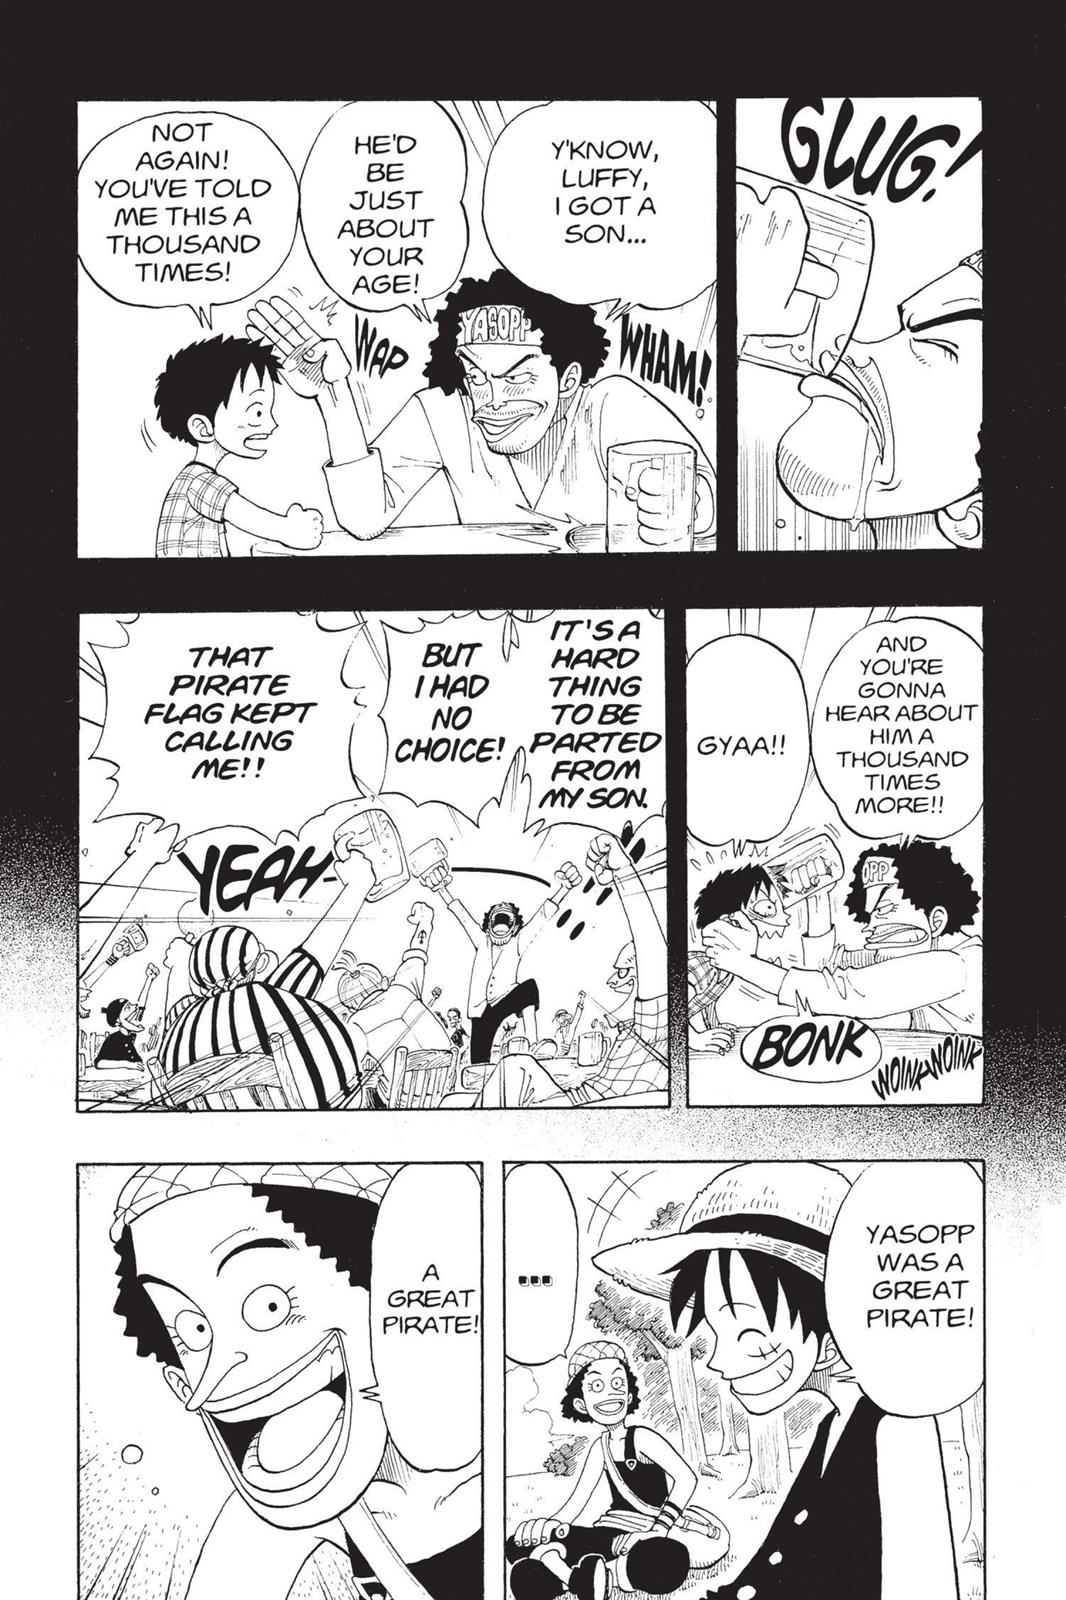 GLUG!
Y'KNOW,
LUFFY,
I GOT A
SON...
HE'D
BE
JUST
ABOUT
YOUR
AGE!
NOT
AGAIN!
YOU'VE TOLD
ME THIS A
THOUSAND
TIMES!
YASOPP
WHAM!
WAP
AND
YOU'RE
GONNA
HEAR ABOUT
HIM A
THOUSAND
TIMES
MORE!!
GYAA!!
OPP
BONK
WOINK WOINK
IT'S A
HARD
THING
TO BE
PARTED
FROM
MY SON.
BUT
I HAD
NO
CHOICE!
THAT
PIRATE
FLAG KEPT
CALLING
ME!!
YEAH-
YASOPP
WAS A
GREAT
PIRATE!
...
A
GREAT
PIRATE!